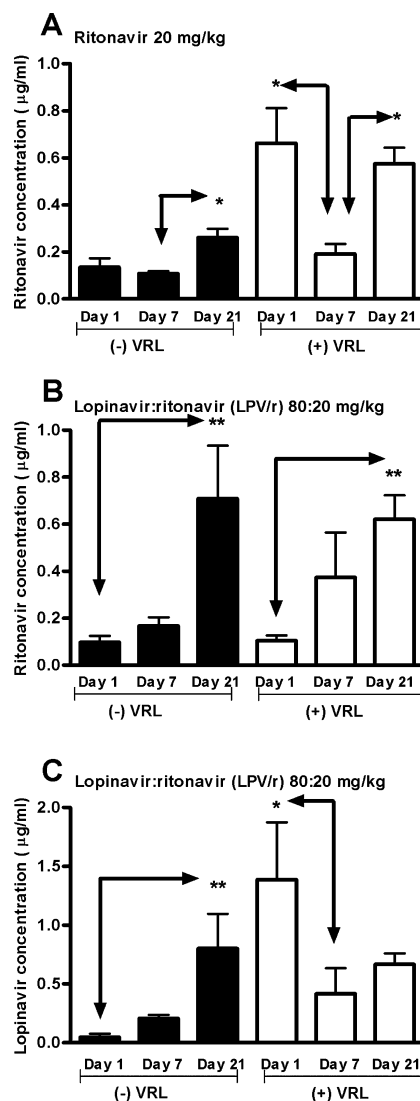 A
Ritonavir 20 mg/kg
Ritonavir concentration ( μg/ml)
1.0
0.8
0.6
0.4
0.2
0.0
*
*
*
Day 1 Day 7 Day 21 Day 1 Day 7 Day 21
(-) VRL (+) VRL
B
Lopinavir:ritonavir (LPV/r) 80:20 mg/kg
Ritonavir concentration ( μg/ml)
1.0
0.8
0.6
0.4
0.2
0.0
**
**
Day 1 Day 7 Day 21 Day 1 Day 7 Day 21
(-) VRL (+) VRL
C
Lopinavir:ritonavir (LPV/r) 80:20 mg/kg
Lopinavir concentration ( μg/ml)
2.0
1.5
1.0
0.5
0.0
*
**
Day 1 Day 7 Day 21 Day 1 Day 7 Day 21
(-) VRL (+) VRL